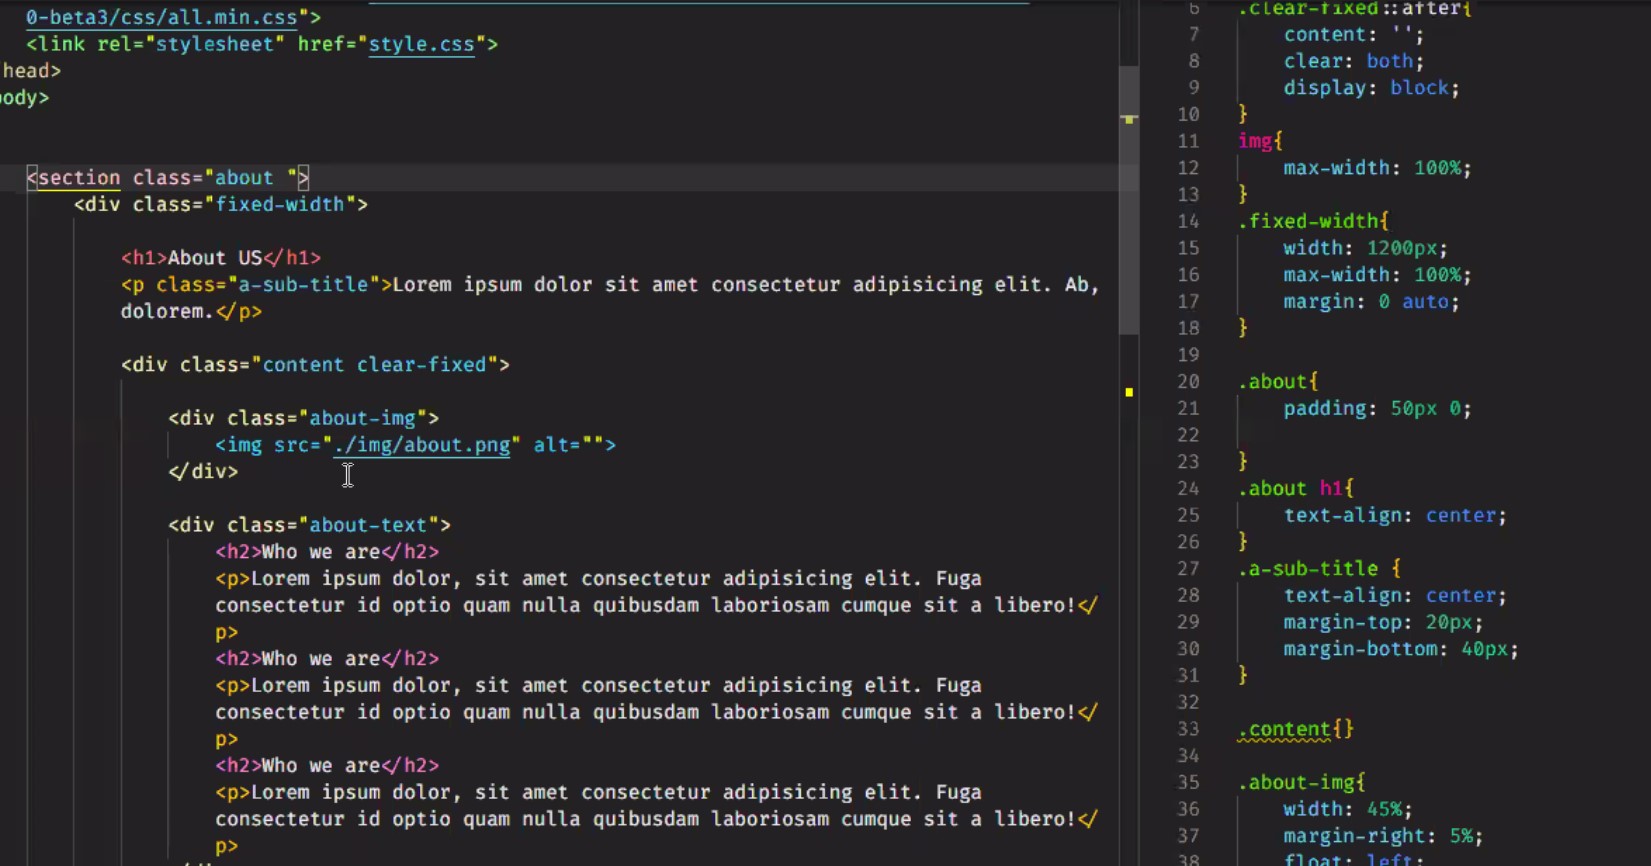 0-beta3/css/all.min.css">
<link rel="stylesheet" href="style.css">
head>
body>
<section class="about ">
<div class="fixed-width">
<h1>About US</h1>
<p class="a-sub-title">Lorem ipsum dolor sit amet consectetur adipisicing elit. Ab,
dolorem.</p>
<div class="content clear-fixed">
<div class="about-img">
<img src="./img/about.png" alt="">
</div>
<div class="about-text">
<h2>Who we are</h2>
<p>Lorem ipsum dolor, sit amet consectetur adipisicing elit. Fuga
consectetur id optio quam nulla quibusdam laboriosam cumque sit a libero!</
p>
<h2>Who we are</h2>
<p>Lorem ipsum dolor, sit amet consectetur adipisicing elit. Fuga
consectetur id optio quam nulla quibusdam laboriosam cumque sit a libero!</
p>
<h2>Who we are</h2>
<p>Lorem ipsum dolor, sit amet consectetur adipisicing elit. Fuga
consectetur id optio quam nulla quibusdam laboriosam cumque sit a libero!</
p>
6 .clear-fixed::after{
7 content: '';
8 clear: both;
9 display: block;
10 }
11 img{
12 max-width: 100%;
13 }
14 .fixed-width{
15 width: 1200px;
16 max-width: 100%;
17 margin: 0 auto;
18 }
19
20 .about{
21 padding: 50px 0;
22
23 }
24 .about h1{
25 text-align: center;
26 }
27 .a-sub-title {
28 text-align: center;
29 margin-top: 20px;
30 margin-bottom: 40px;
31 }
32
33 .content{}
34
35 .about-img{
36 width: 45%;
37 margin-right: 5%;
38 float: left;